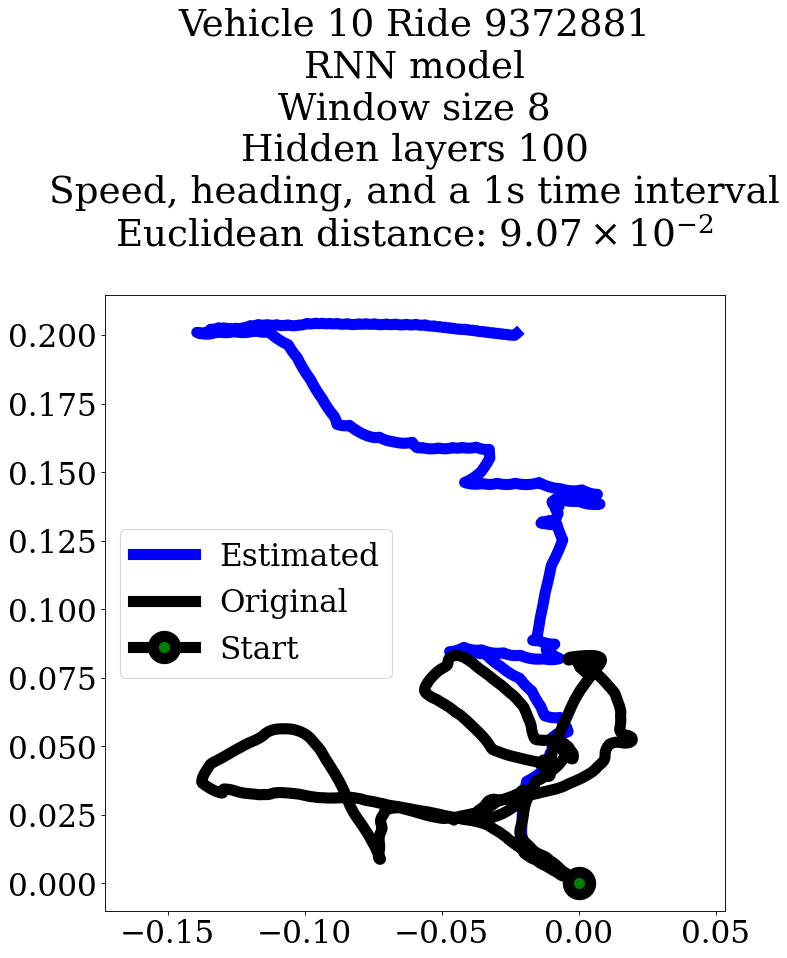 Vehicle 10 Ride 9372881
RNN model
Window size 8
Hidden layers 100
Speed, heading, and a 1s time interval
Euclidean distance: 9.07 × 10⁻²
0.200
0.175
0.150
0.125
0.100
0.075
0.050
0.025
0.000
Estimated
Original
Start
−0.15 −0.10 −0.05 0.00 0.05